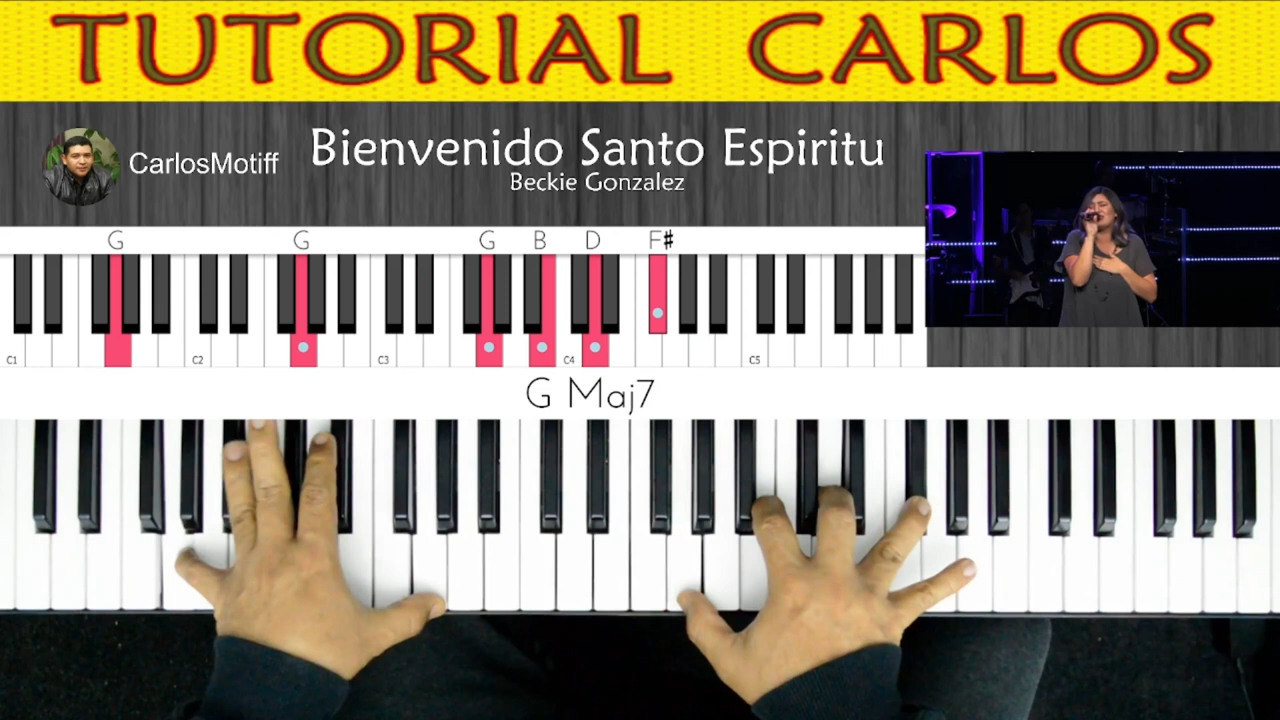 TUTORIAL CARLOS
CarlosMotiff
Bienvenido Santo Espiritu
Beckie Gonzalez
G G G B D F#
C1 C2 C3 C4 C5
G Maj7